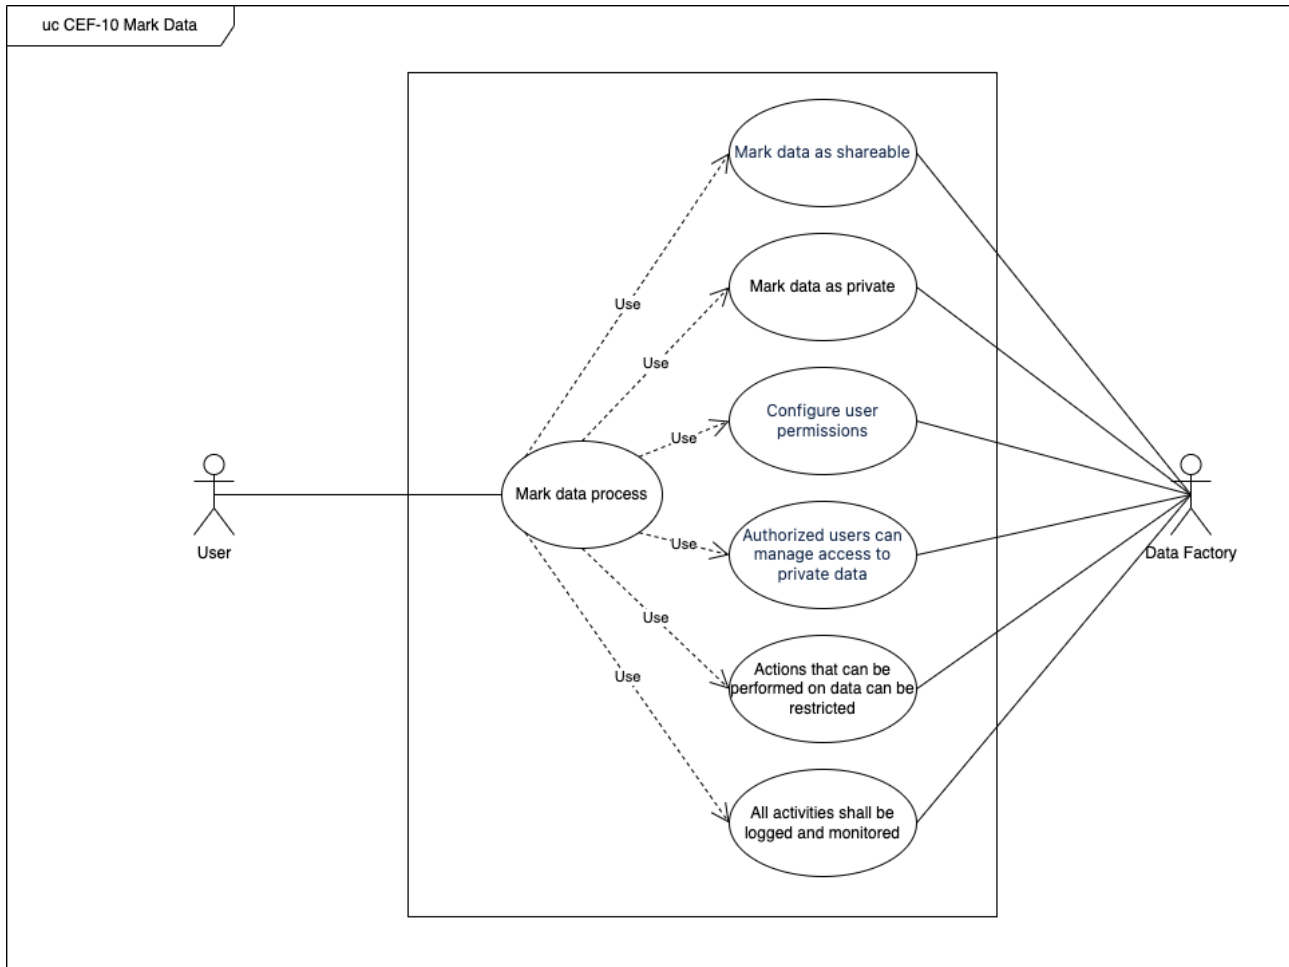 uc CEF-10 Mark Data
Mark data as shareable
Use
Mark data as private
Use
Configure user
permissions
Use
Mark data process
User
Authorized users can
manage access to
private data
Use
Data Factory
Use
Actions that can be
performed on data can be
restricted
Use
All activities shall be
logged and monitored